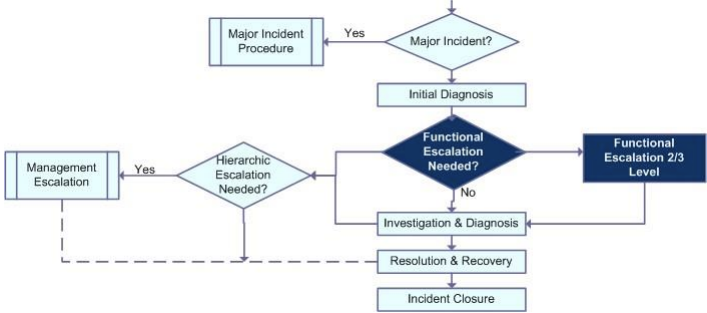 Major Incident
Procedure
Yes
Major Incident?
Initial Diagnosis
Functional
Escalation
Needed?
Functional
Escalation 2/3
Level
Hierarchic
Escalation
Needed?
Yes
Management
Escalation
No
Investigation & Diagnosis
Resolution & Recovery
Incident Closure